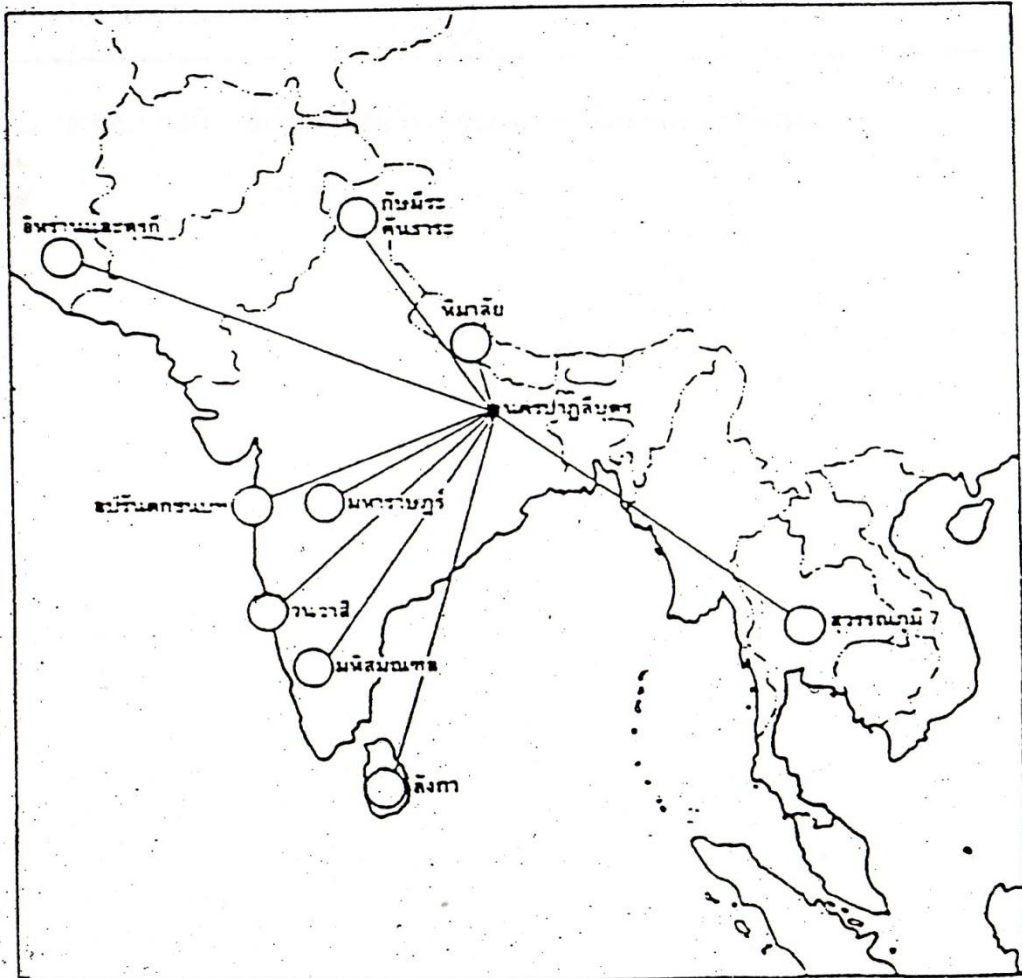 กัษมีระ
คันธาระ
อิหร่านและตุรกี
หิมาลัย
นครปาฏลีบุตร
อปรันตกชนบท
มหาราษฎร์
วนวาสี
สุวรรณภูมิ ?
มหิสมณฑล
ลังกา